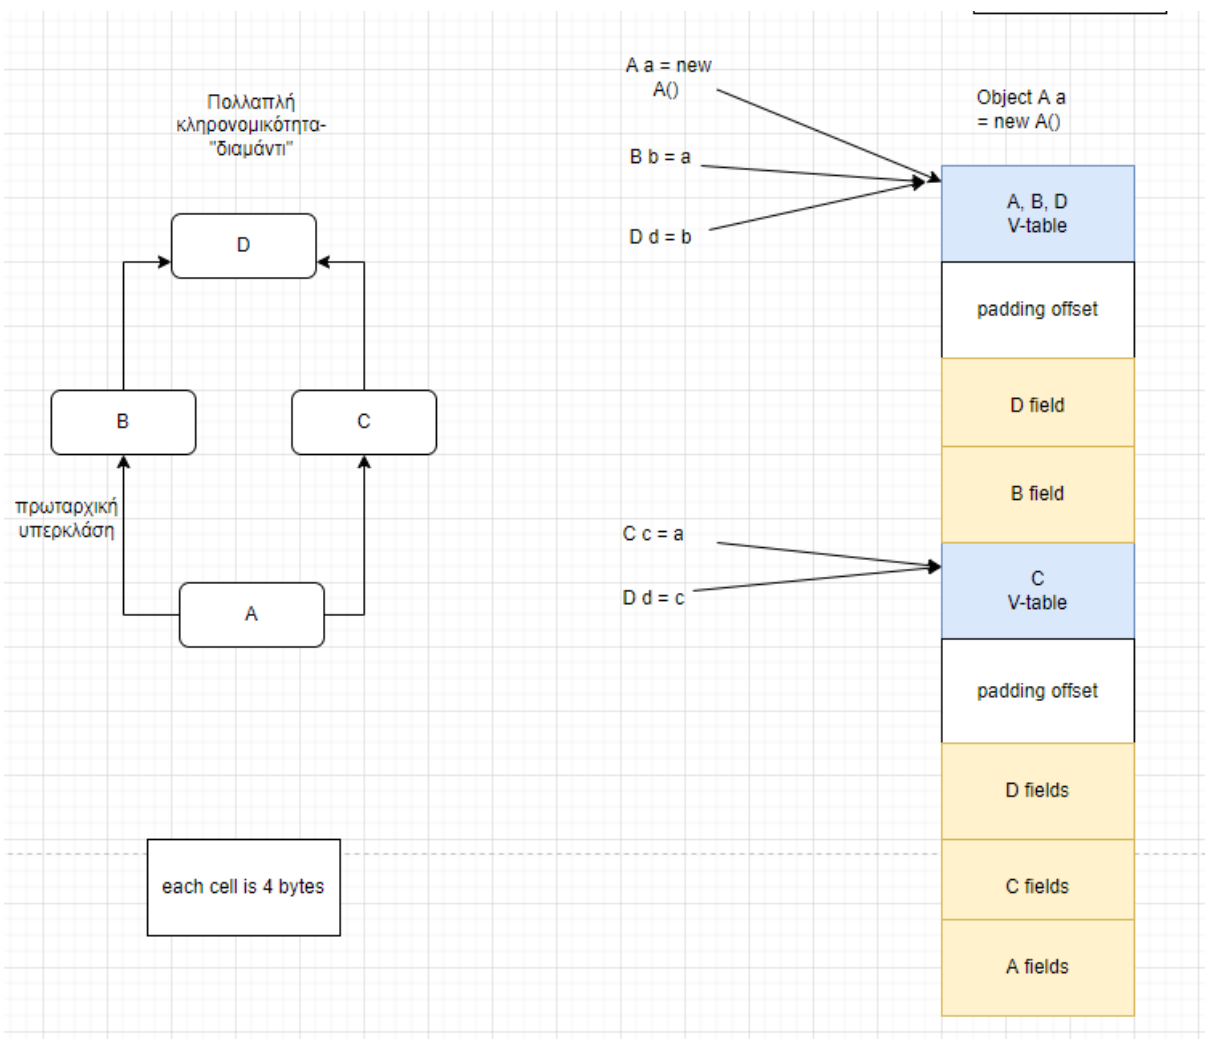 Πολλαπλή
κληρονομικότητα-
"διαμάντι"
D
B
C
πρωταρχική
υπερκλάση
A
each cell is 4 bytes
A a = new
A()
B b = a
D d = b
C c = a
D d = c
Object A a
= new A()
A, B, D
V-table
padding offset
D field
B field
C
V-table
padding offset
D fields
C fields
A fields